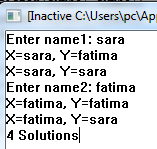 [Inactive C:\Users\pc\Ap
Enter name1: sara
X=sara, Y=fatima
X=sara, Y=sara
Enter name2: fatima
X=fatima, Y=fatima
X=fatima, Y=sara
4 Solutions